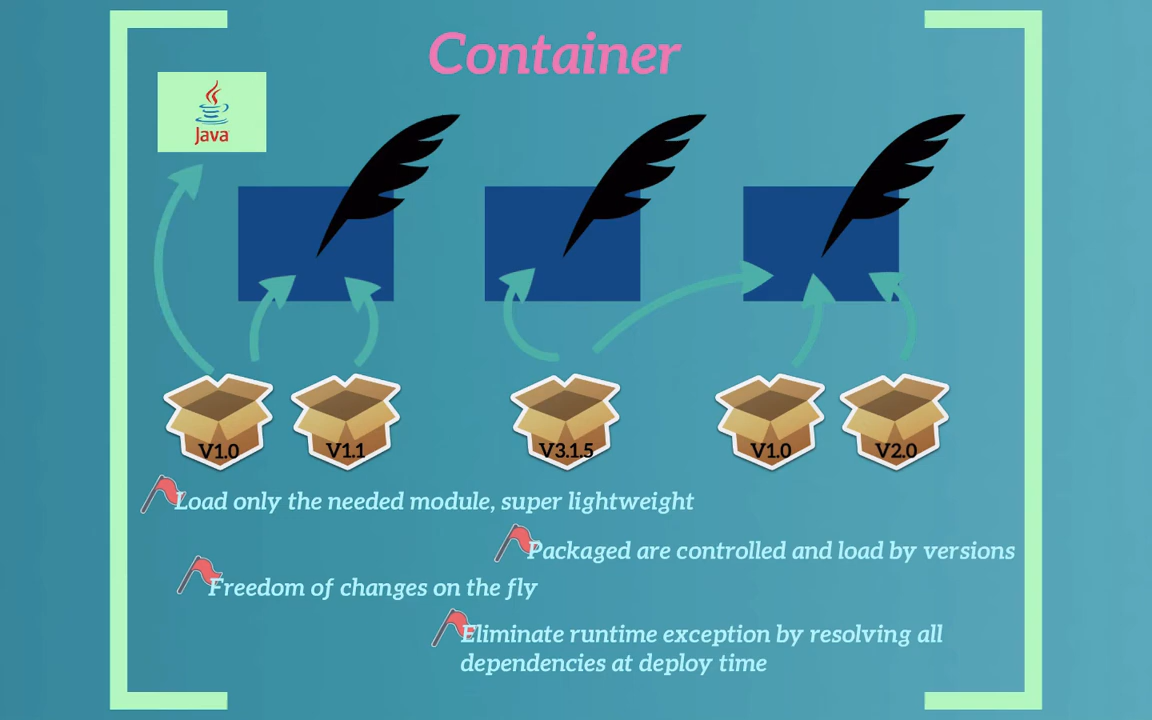 Container
Java
V1.0
V1.1
V3.1.5
V1.0
V2.0
Load only the needed module, super lightweight
Packaged are controlled and load by versions
Freedom of changes on the fly
Eliminate runtime exception by resolving all
dependencies at deploy time